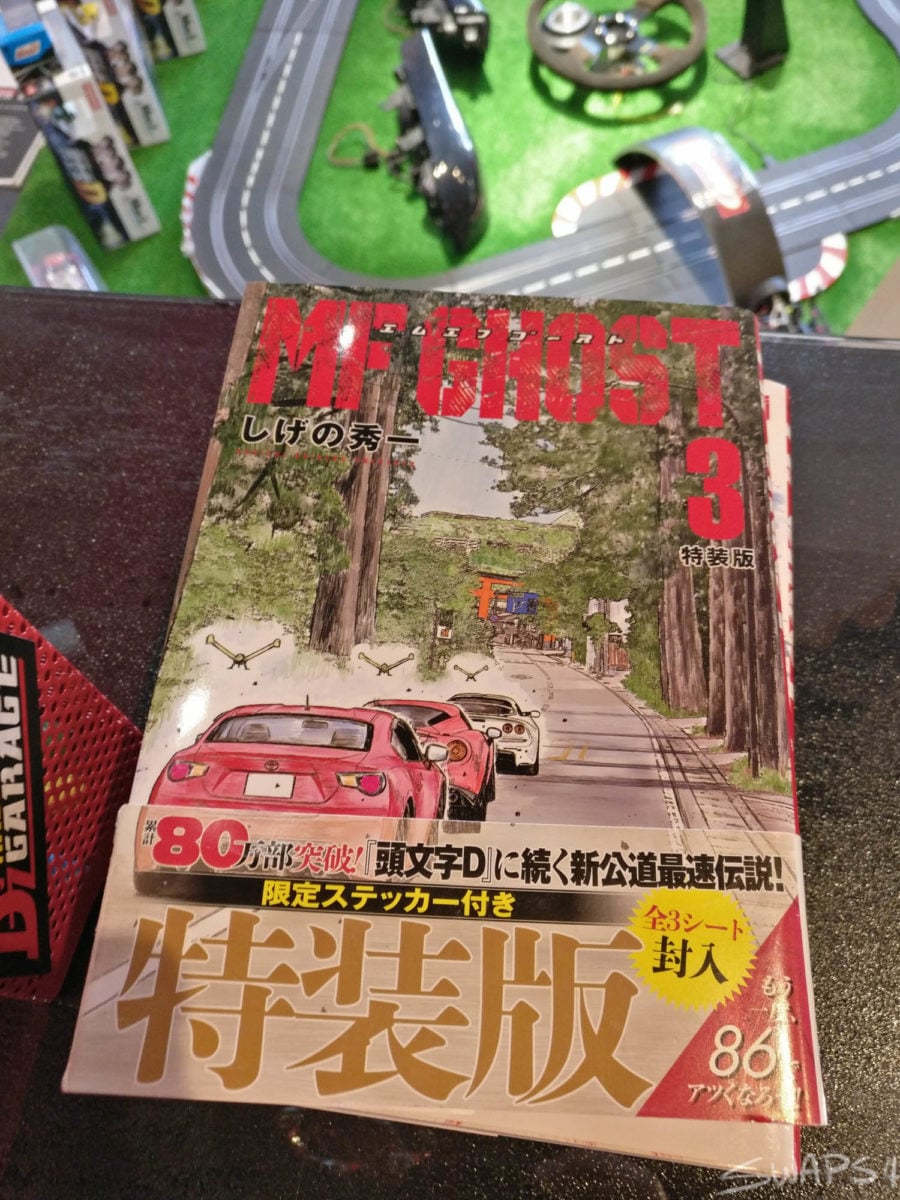 MF GHOST
エムエフゴースト
しげの秀一
3
特装版
累計80万部突破!『頭文字D』に続く新公道最速伝説!
限定ステッカー付き
特装版
全3シート
封入
もう
86
アツくなろ
D'z GARAGE